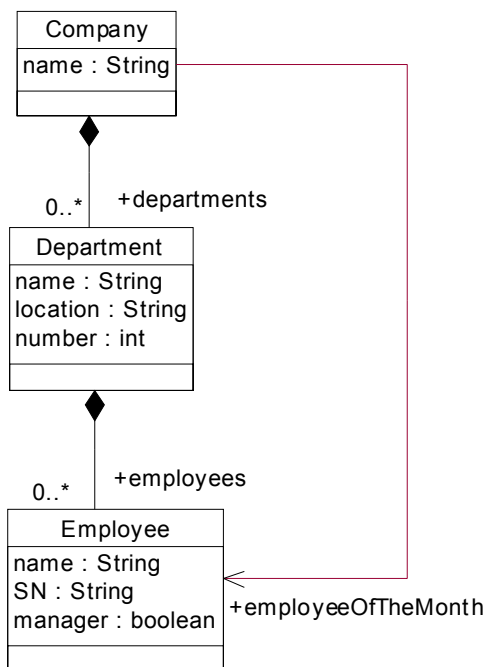 Company
name : String
0..*
+departments
Department
name : String
location : String
number : int
0..*
+employees
Employee
name : String
SN : String
manager : boolean
+employeeOfTheMonth